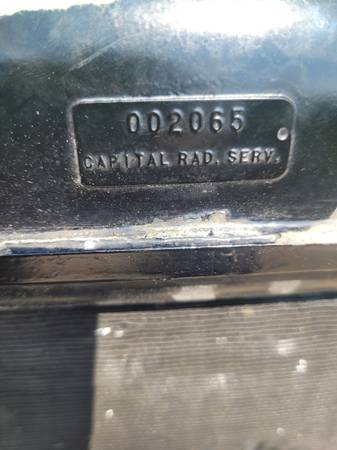 002065
CAPITAL RAD. SERV.